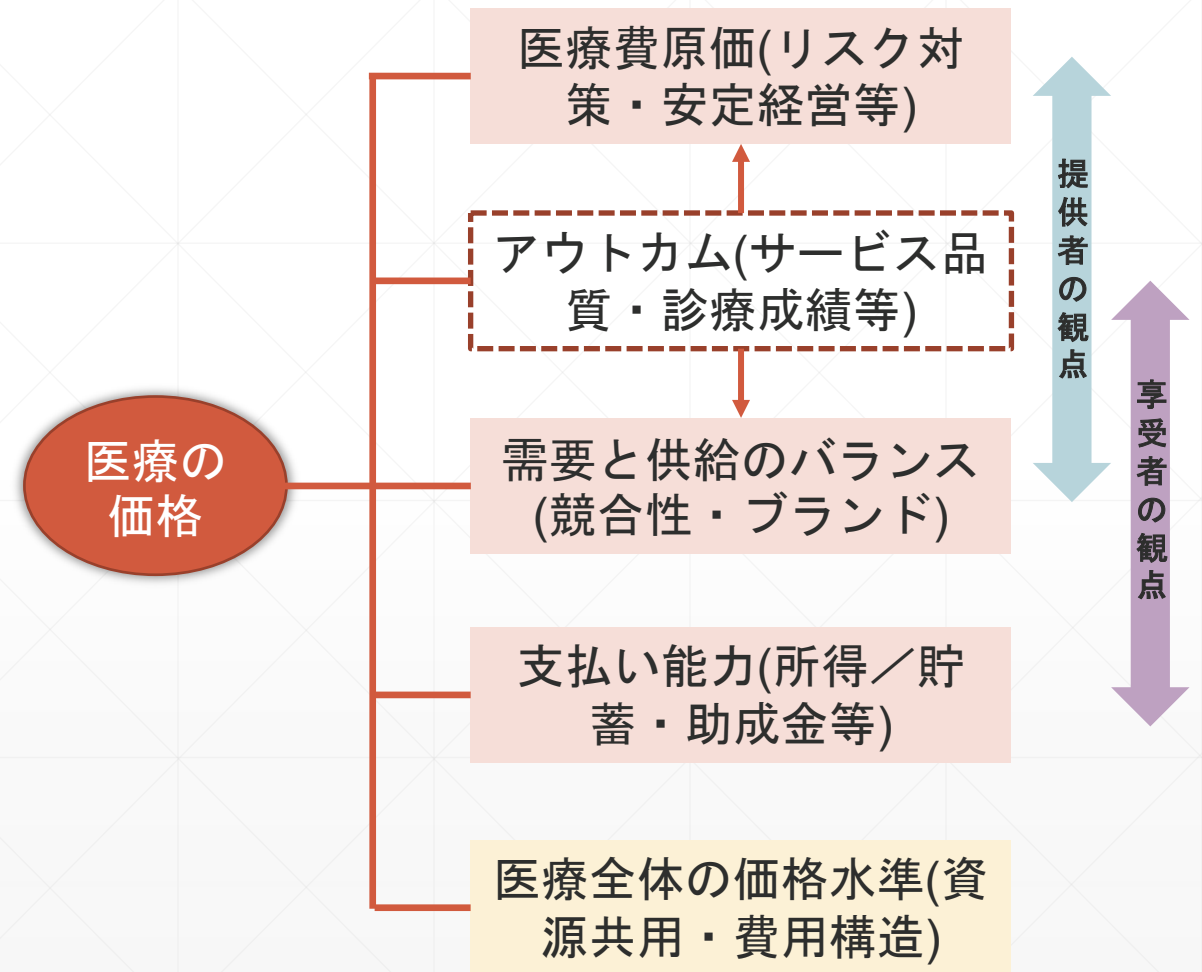 医療費原価(リスク対
策・安定経営等)
アウトカム(サービス品
質・診療成績等)
医療の
価格
需要と供給のバランス
(競合性・ブランド)
支払い能力(所得／貯
蓄・助成金等)
医療全体の価格水準(資
源共用・費用構造)
提供者の観点
享受者の観点